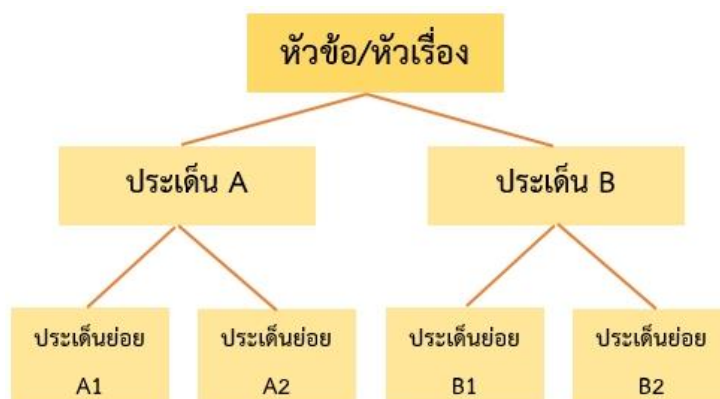 หัวข้อ/หัวเรื่อง
ประเด็น A
ประเด็น B
ประเด็นย่อย
A1
ประเด็นย่อย
A2
ประเด็นย่อย
B1
ประเด็นย่อย
B2